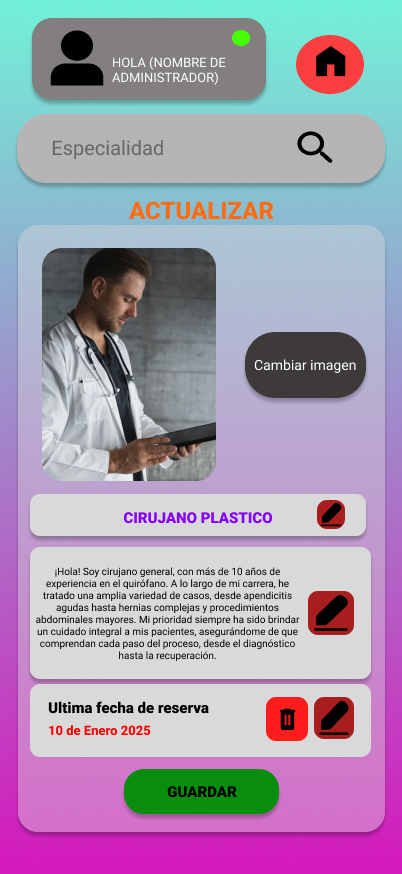 HOLA (NOMBRE DE
ADMINISTRADOR)
Especialidad
ACTUALIZAR
Cambiar imagen
CIRUJANO PLASTICO
¡Hola! Soy cirujano general, con más de 10 años de
experiencia en el quirófano. A lo largo de mi carrera, he
tratado una amplia variedad de casos, desde apendicitis
agudas hasta hernias complejas y procedimientos
abdominales mayores. Mi prioridad siempre ha sido brindar
un cuidado integral a mis pacientes, asegurándome de que
comprendan cada paso del proceso, desde el diagnóstico
hasta la recuperación.
Ultima fecha de reserva
10 de Enero 2025
GUARDAR